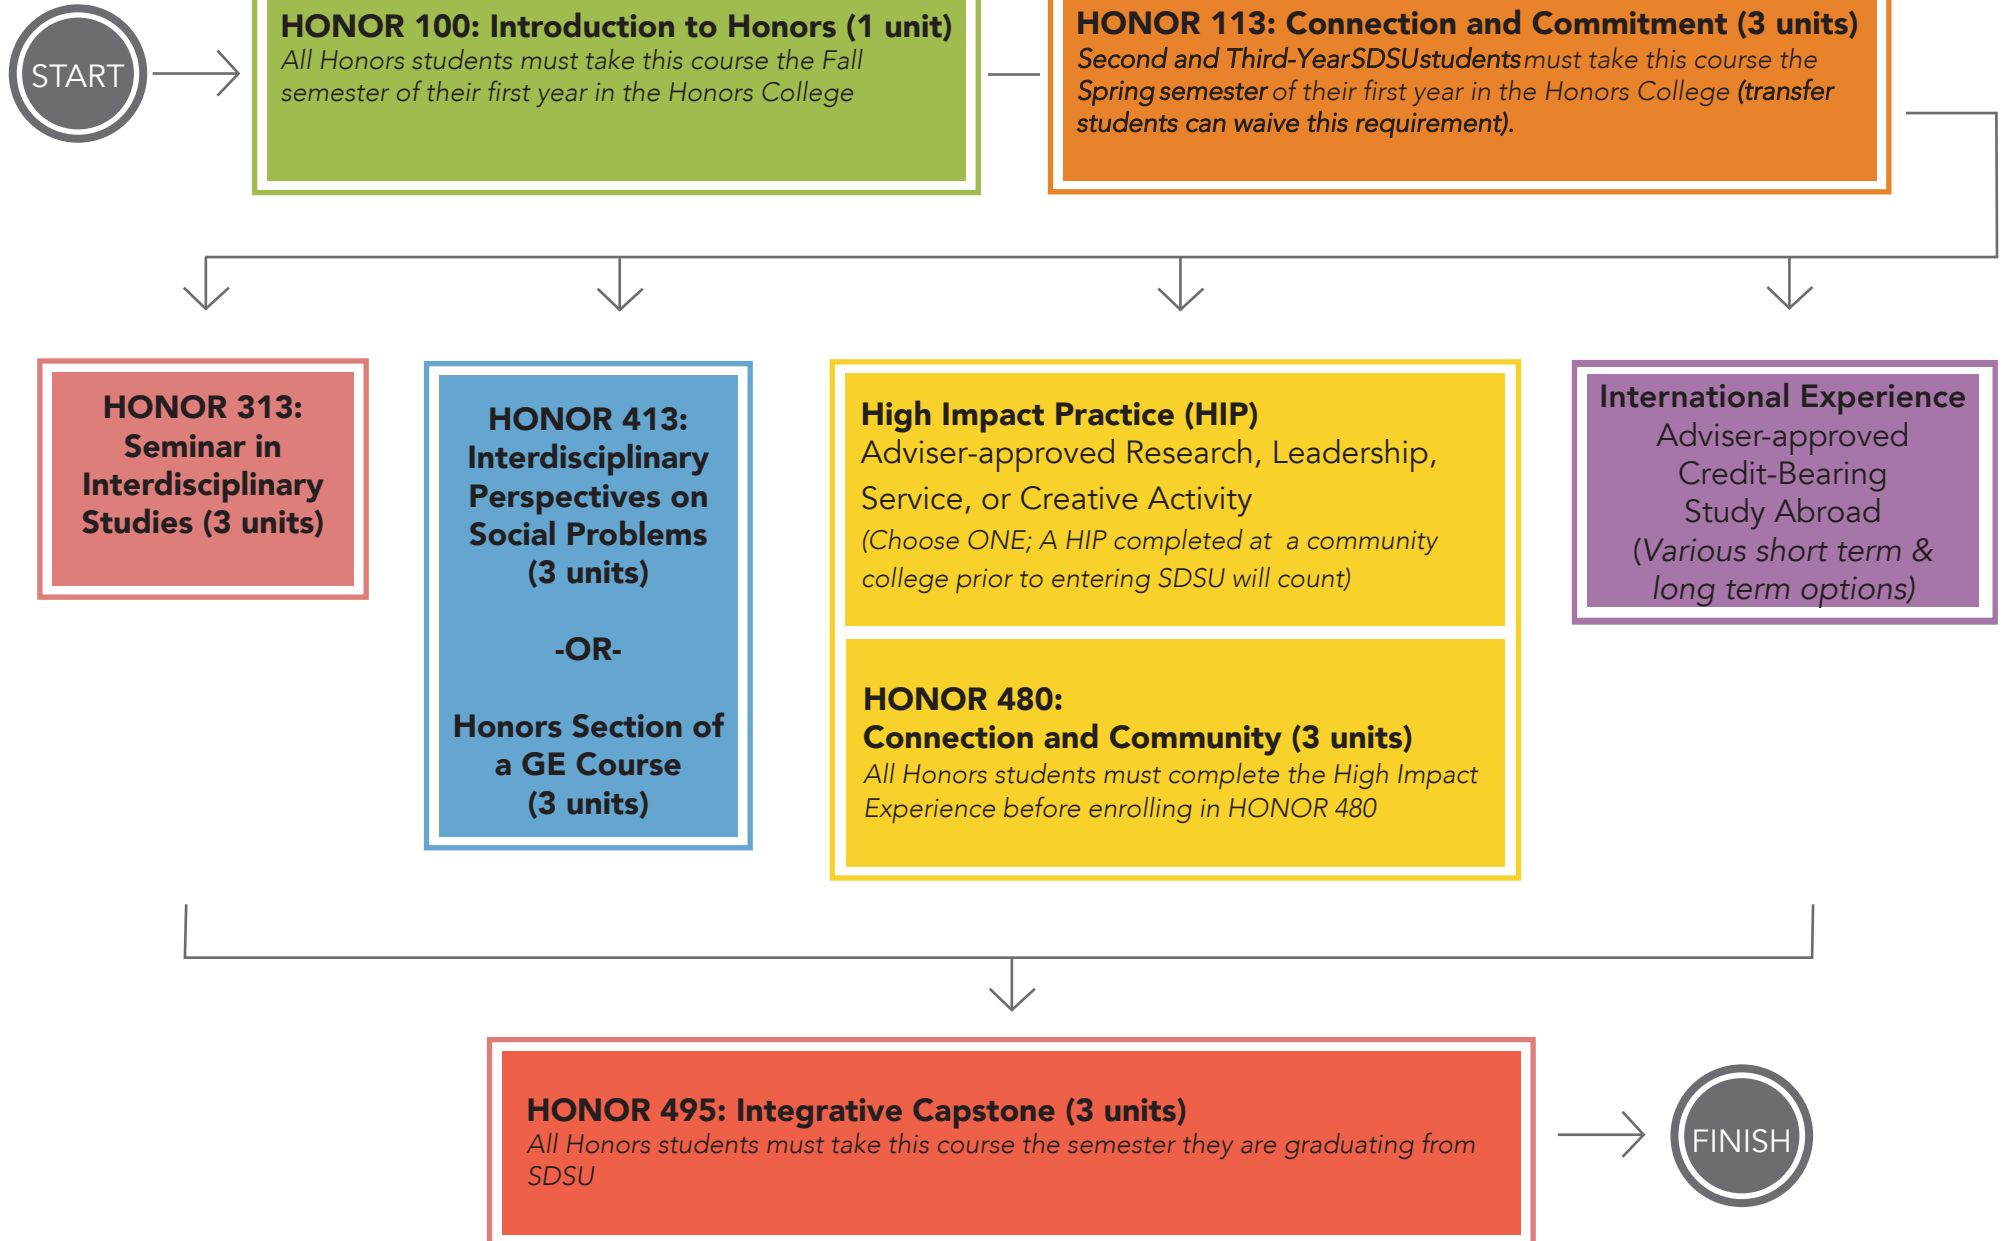 START
HONOR 100: Introduction to Honors (1 unit)
All Honors students must take this course the Fall
semester of their first year in the Honors College
HONOR 113: Connection and Commitment (3 units)
Second and Third-Year SDSU students must take this course the
Spring semester of their first year in the Honors College (transfer
students can waive this requirement).
HONOR 313:
Seminar in
Interdisciplinary
Studies (3 units)
HONOR 413:
Interdisciplinary
Perspectives on
Social Problems
(3 units)
-OR-
Honors Section of
a GE Course
(3 units)
High Impact Practice (HIP)
Adviser-approved Research, Leadership,
Service, or Creative Activity
(Choose ONE; A HIP completed at a community
college prior to entering SDSU will count)
HONOR 480:
Connection and Community (3 units)
All Honors students must complete the High Impact
Experience before enrolling in HONOR 480
International Experience
Adviser-approved
Credit-Bearing
Study Abroad
(Various short term &
long term options)
HONOR 495: Integrative Capstone (3 units)
All Honors students must take this course the semester they are graduating from
SDSU
FINISH